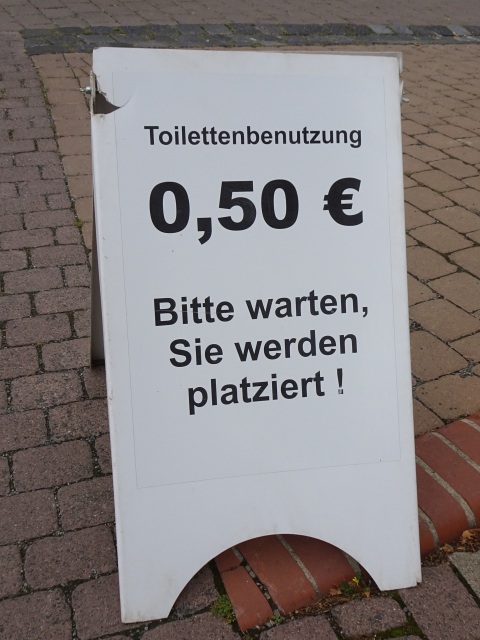 Toilettenbenutzung
0,50 €
Bitte warten,
Sie werden
platziert !